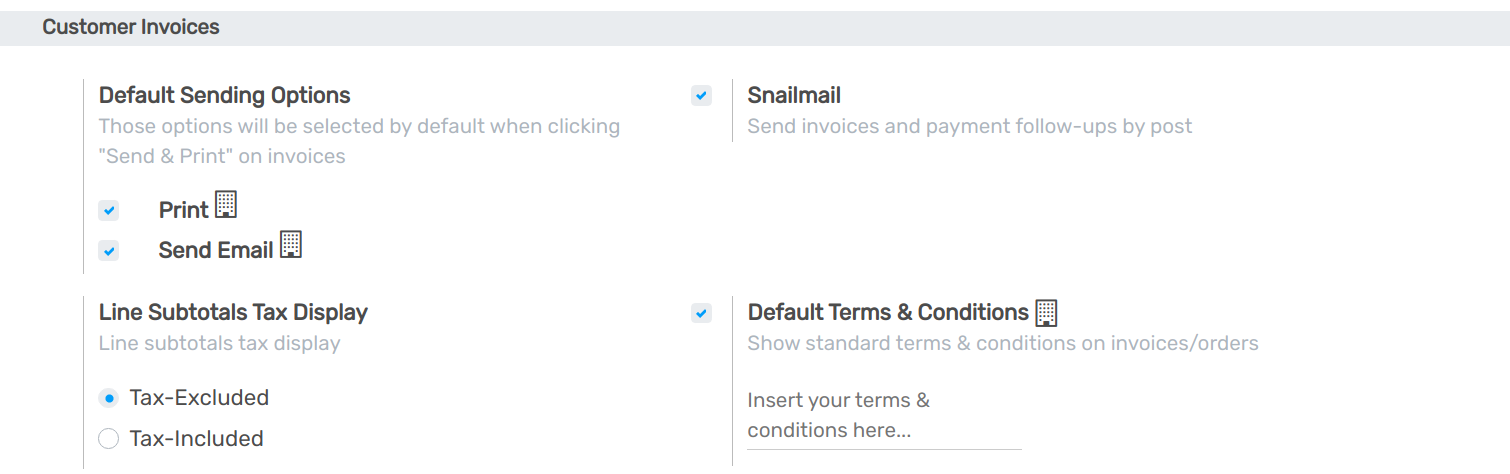 Customer Invoices
Default Sending Options
Those options will be selected by default when clicking
"Send & Print" on invoices
Print
Send Email
Snailmail
Send invoices and payment follow-ups by post
Line Subtotals Tax Display
Line subtotals tax display
Tax-Excluded
Tax-Included
Default Terms & Conditions
Show standard terms & conditions on invoices/orders
Insert your terms &
conditions here...